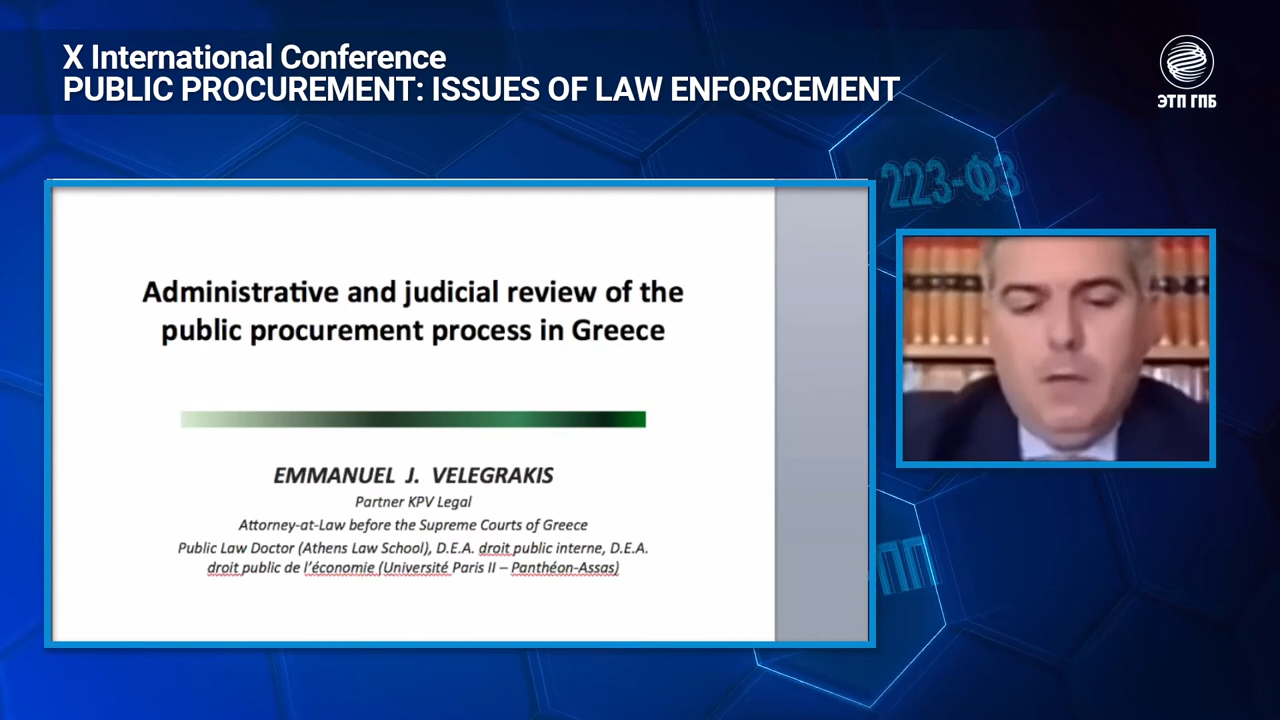 X International Conference
PUBLIC PROCUREMENT: ISSUES OF LAW ENFORCEMENT
ЭТП ГПБ
223-ФЗ
Administrative and judicial review of the
public procurement process in Greece
EMMANUEL J. VELEGRAKIS
Partner KPV Legal
Attorney-at-Law before the Supreme Courts of Greece
Public Law Doctor (Athens Law School), D.E.A. droit public interne, D.E.A.
droit public de l'économie (Université Paris II – Panthéon-Assas)